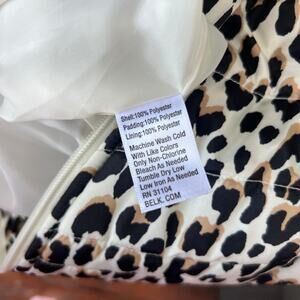 Shell:100% Polyester
Padding:100% Polyester
Lining:100% Polyester
Machine Wash Cold
With Like Colors
Only Non-Chlorine
Bleach As Needed
Tumble Dry Low
Low Iron As Needed
RN 31104
BELK. COM